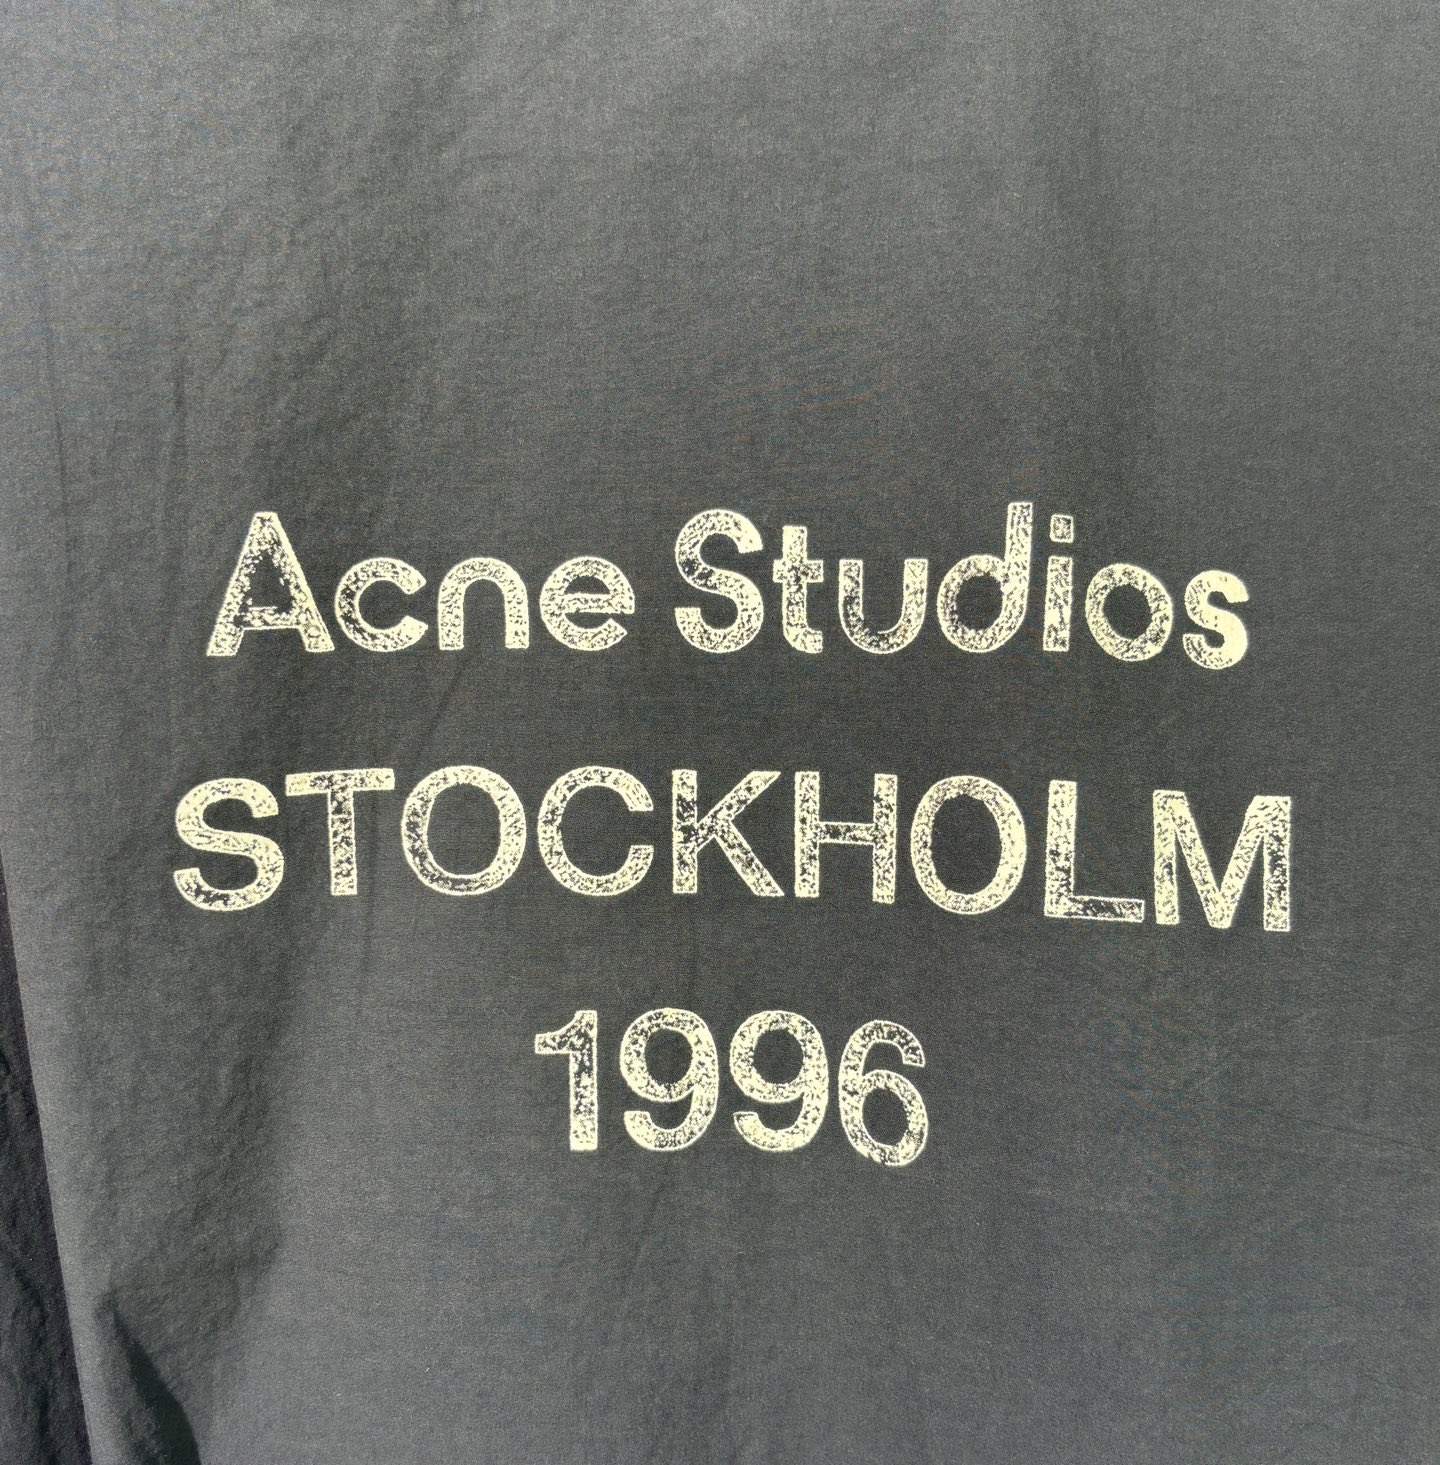 Acne Studios
STOCKHOLM
1996